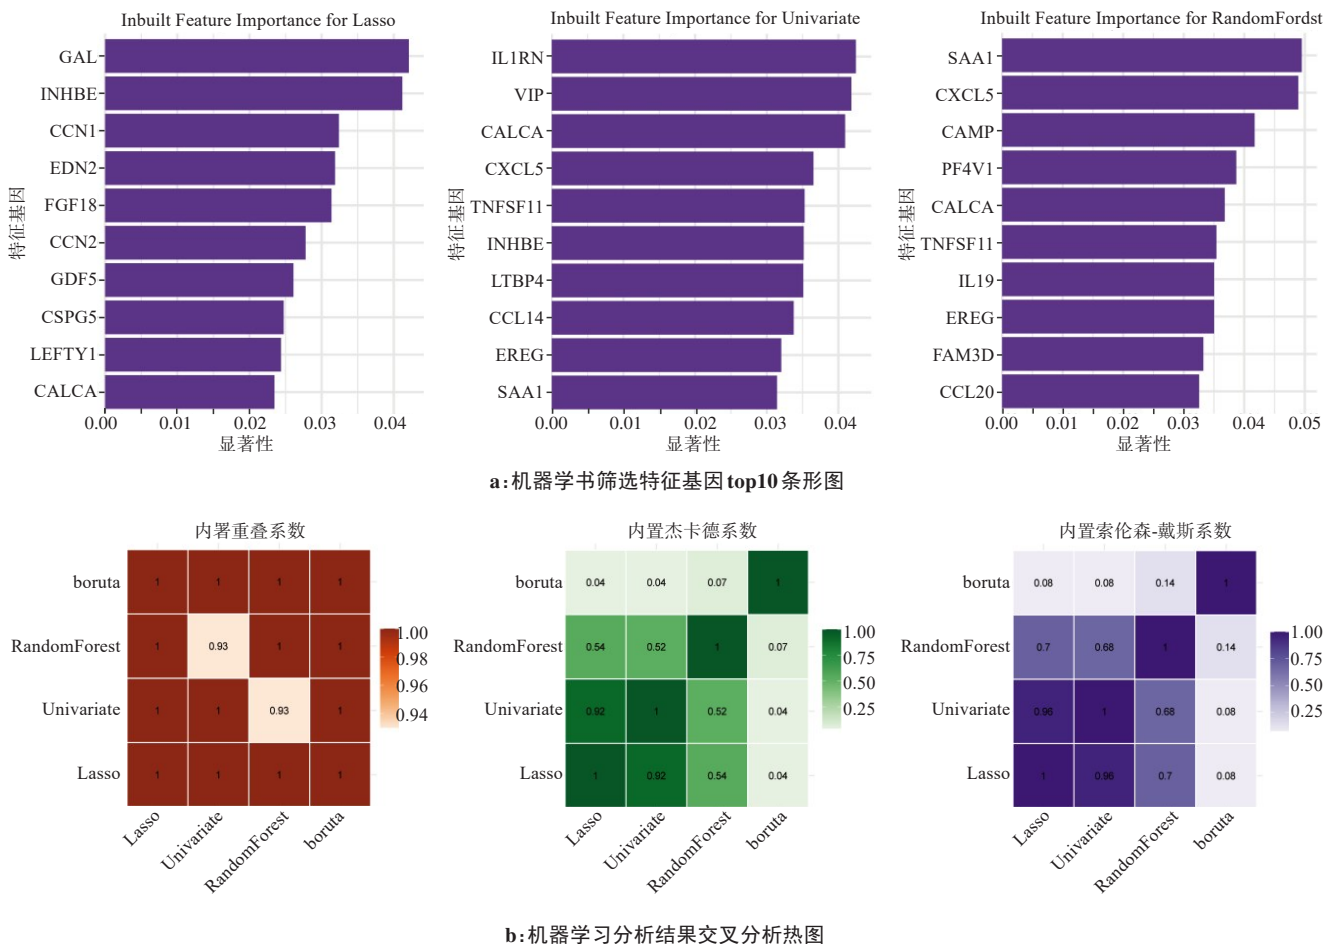 Inbuilt Feature Importance for Lasso
GAL
INHBE
CCN1
EDN2
FGF18
CCN2
GDF5
CSPG5
LEFTY1
CALCA
特征基因
0.00 0.01 0.02 0.03 0.04
显著性
Inbuilt Feature Importance for Univariate
IL1RN
VIP
CALCA
CXCL5
TNFSF11
INHBE
LTBP4
CCL14
EREG
SAA1
特征基因
0.00 0.01 0.02 0.03 0.04
显著性
Inbuilt Feature Importance for RandomFordst
SAA1
CXCL5
CAMP
PF4V1
CALCA
TNFSF11
IL19
EREG
FAM3D
CCL20
特征基因
0.00 0.01 0.02 0.03 0.04 0.05
显著性
a:机器学书筛选特征基因top10条形图
内署重叠系数
boruta 1 1 1 1
RandomForest 1 0.93 1 1
Univariate 1 1 0.93 1
Lasso 1 1 1 1
Lasso Univariate RandomForest boruta
1.00
0.98
0.96
0.94
内置杰卡德系数
boruta 0.04 0.04 0.07 1
RandomForest 0.54 0.52 1 0.07
Univariate 0.92 1 0.52 0.04
Lasso 1 0.92 0.54 0.04
Lasso Univariate RandomForest boruta
1.00
0.75
0.50
0.25
内置索伦森-戴斯系数
boruta 0.08 0.08 0.14 1
RandomForest 0.7 0.68 1 0.14
Univariate 0.96 1 0.68 0.08
Lasso 1 0.96 0.7 0.08
Lasso Univariate RandomForest boruta
1.00
0.75
0.50
0.25
b:机器学习分析结果交叉分析热图